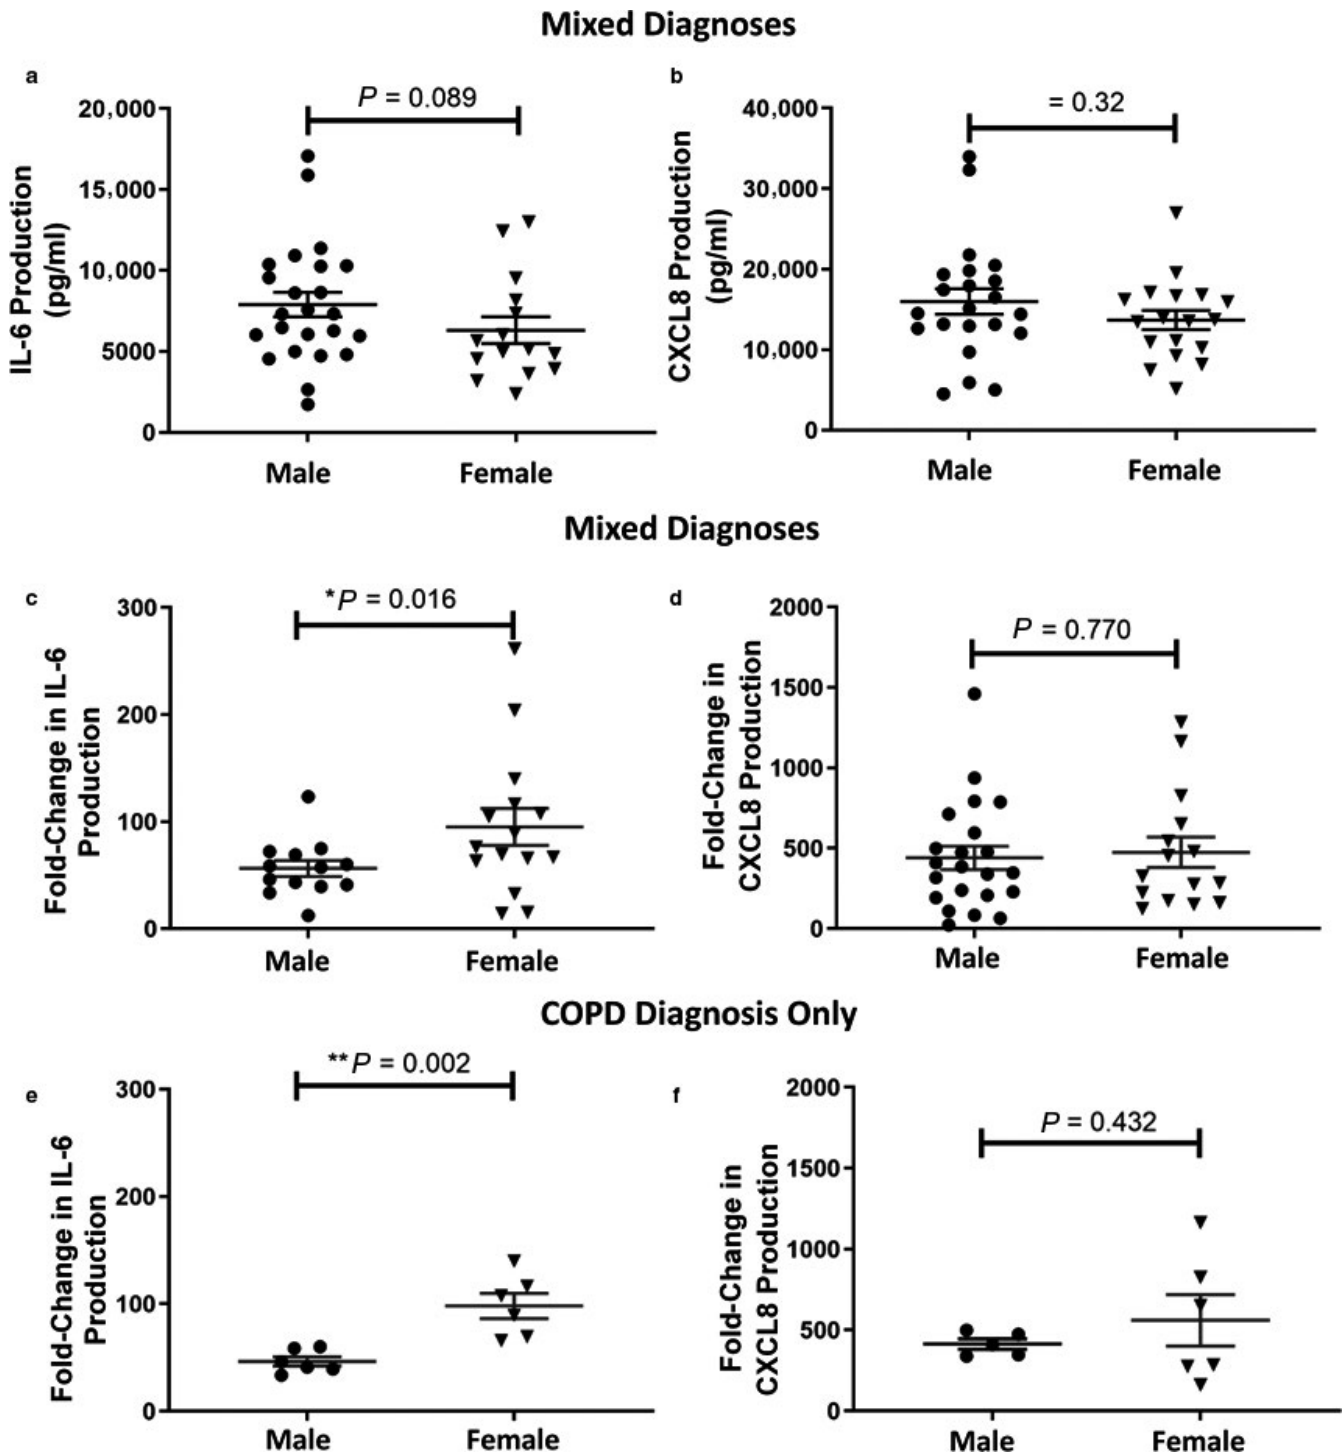 Mixed Diagnoses
a
P = 0.089
20,000
15,000
10,000
5000
0
IL-6 Production
(pg/ml)
Male
Female
b
= 0.32
40,000
30,000
20,000
10,000
0
CXCL8 Production
(pg/ml)
Male
Female
Mixed Diagnoses
c
*P = 0.016
300
200
100
0
Fold-Change in IL-6
Production
Male
Female
d
P = 0.770
2000
1500
1000
500
0
Fold-Change in
CXCL8 Production
Male
Female
COPD Diagnosis Only
e
**P = 0.002
300
200
100
0
Fold-Change in IL-6
Production
Male
Female
f
P = 0.432
2000
1500
1000
500
0
Fold-Change in
CXCL8 Production
Male
Female